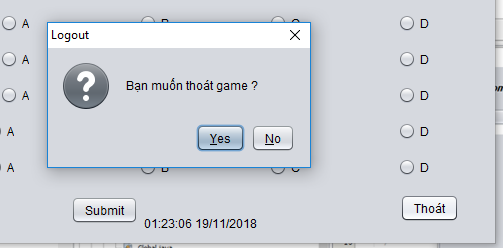 A D
Logout
A D
Bạn muốn thoát game ?
A D
A D
Yes No
A D
Submit Thoát
01:23:06 19/11/2018